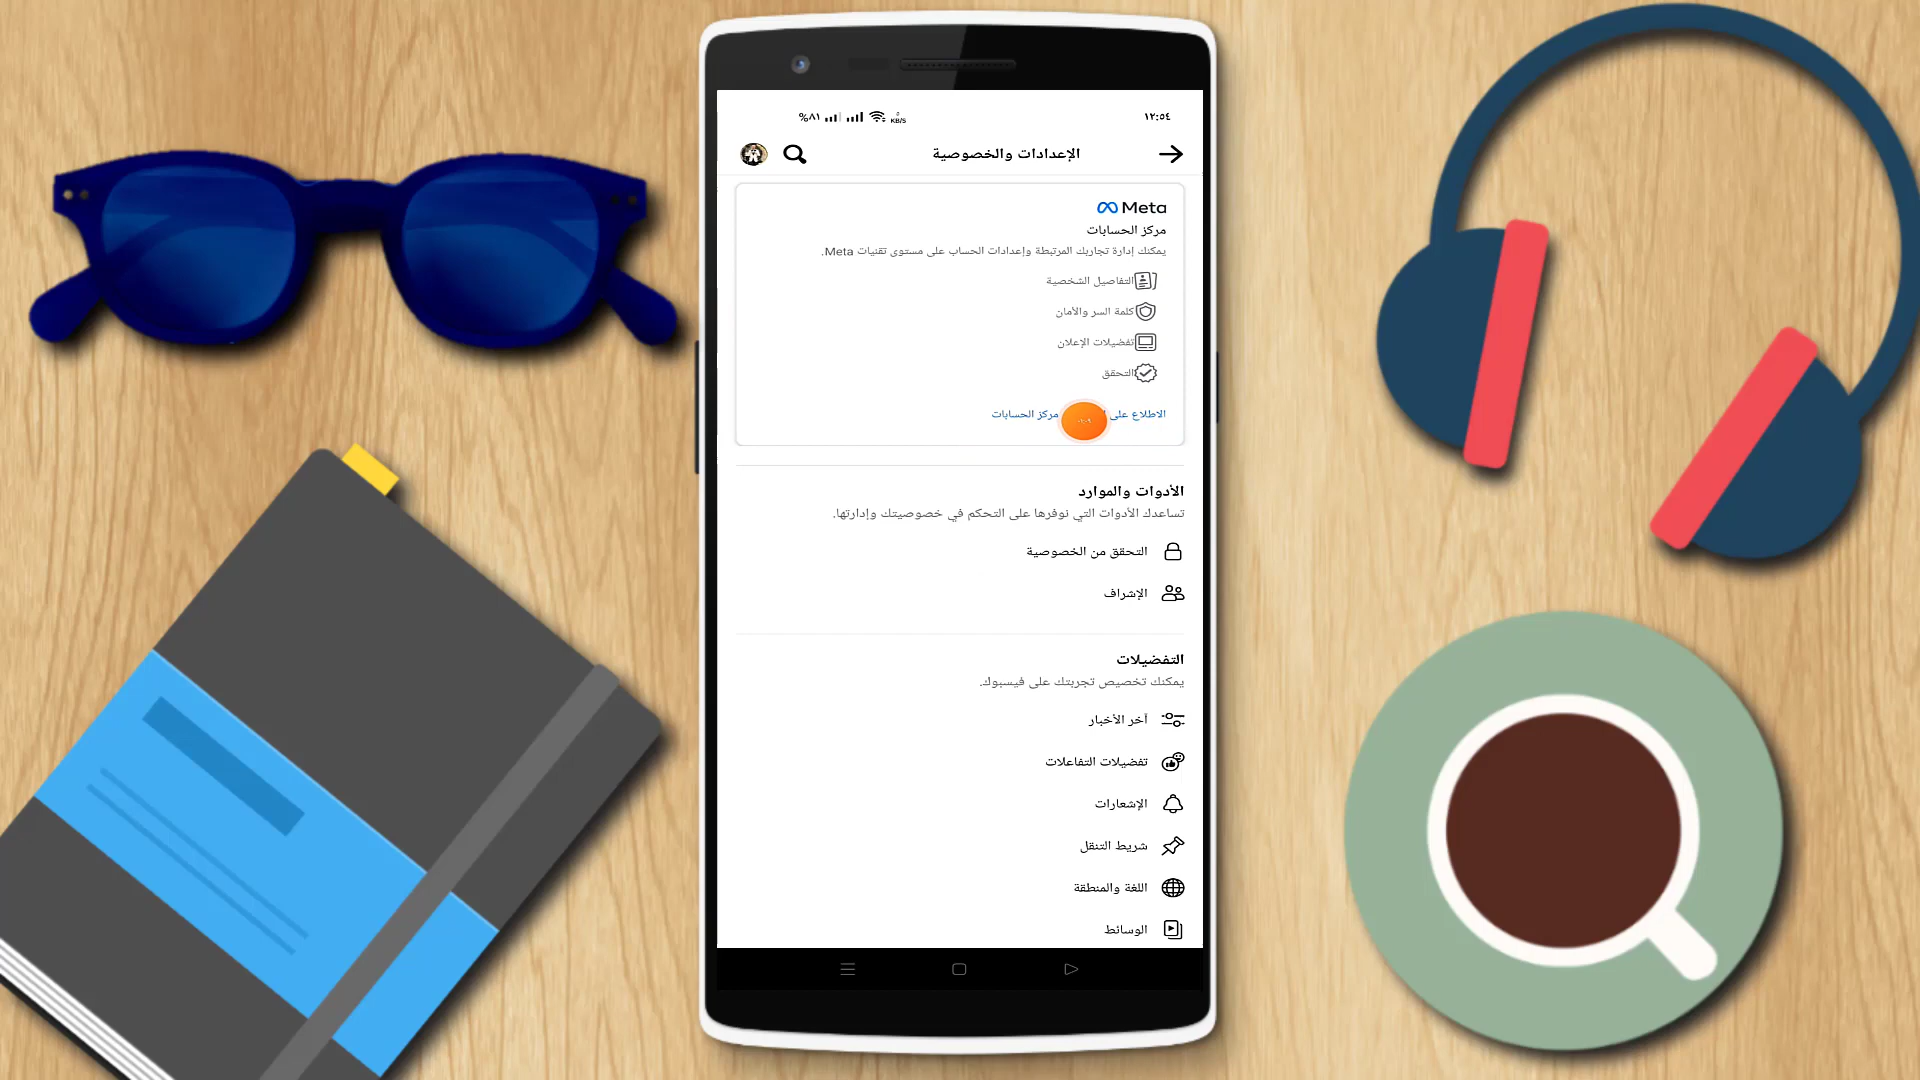 ١٢:٥٤
%٨١
KB/S
الإعدادات والخصوصية
Meta
مركز الحسابات
يمكنك إدارة تجاربك المرتبطة وإعدادات الحساب على مستوى تقنيات Meta.
التفاصيل الشخصية
كلمة السر والأمان
تفضيلات الإعلان
التحقق
الاطلاع على مركز الحسابات
الأدوات والموارد
تساعدك الأدوات التي نوفرها على التحكم في خصوصيتك وإدارتها.
التحقق من الخصوصية
الإشراف
التفضيلات
يمكنك تخصيص تجربتك على فيسبوك.
آخر الأخبار
تفضيلات التفاعلات
الإشعارات
شريط التنقل
اللغة والمنطقة
الوسائط